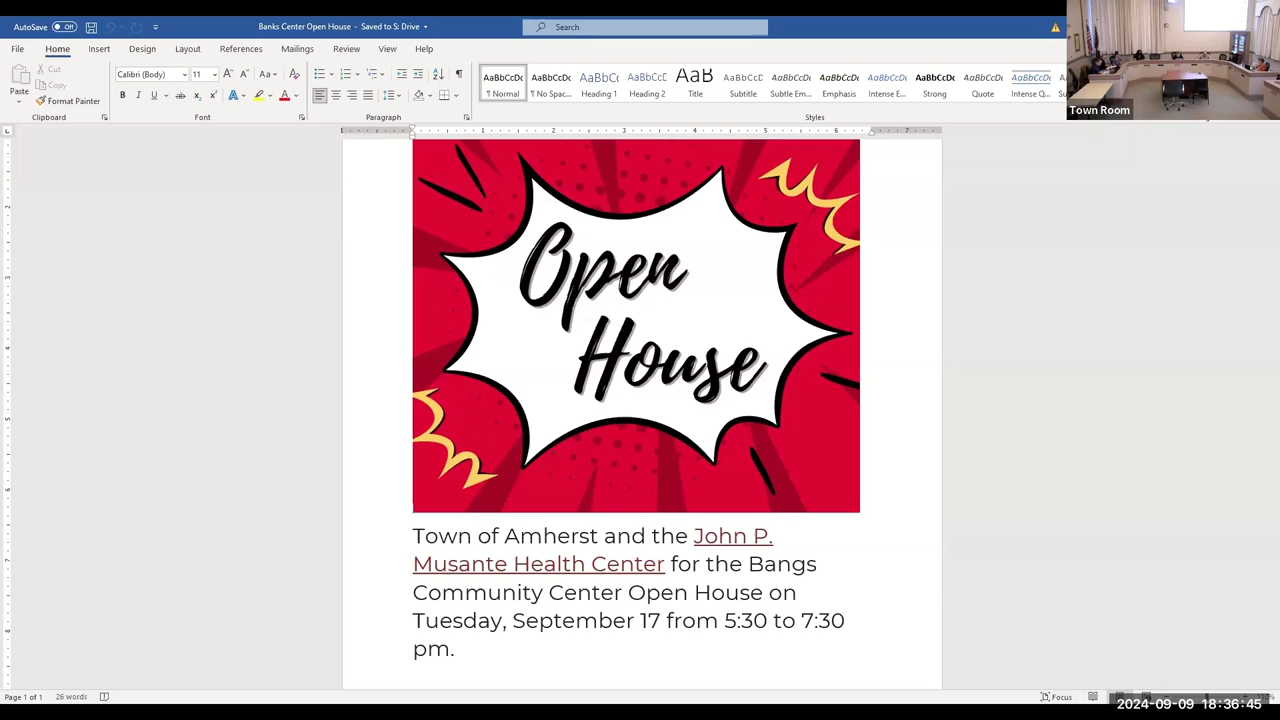 AutoSave Off
Banks Center Open House - Saved to S: Drive
Search
File Home Insert Design Layout References Mailings Review View Help
Paste
Cut
Copy
Format Painter
Clipboard
Calibri (Body) 11
Font
Paragraph
AaBbCcDc AaBbCcDc AaBbC AaBbCcC AaB AaBbCcC AaBbCcDc AaBbCcDc AaBbCcDc AaBbCcDc AaBbCcDc AaBbCcDc
¶ Normal ¶ No Spac... Heading 1 Heading 2 Title Subtitle Subtle Em... Emphasis Intense E... Strong Quote Intense Q...
Styles
Town Room
Open
House
Town of Amherst and the John P.
Musante Health Center for the Bangs
Community Center Open House on
Tuesday, September 17 from 5:30 to 7:30
pm.
Page 1 of 1 26 words
Focus
2024-09-09 18:36:45